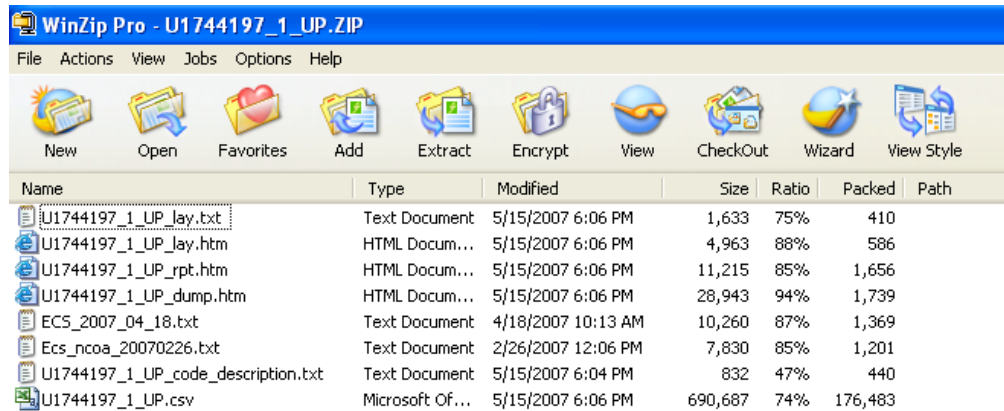 WinZip Pro - U1744197_1_UP.ZIP
File Actions View Jobs Options Help
New Open Favorites Add Extract Encrypt View CheckOut Wizard View Style
Name Type Modified Size Ratio Packed Path
U1744197_1_UP_lay.txt Text Document 5/15/2007 6:06 PM 1,633 75% 410
U1744197_1_UP_lay.htm HTML Docum... 5/15/2007 6:06 PM 4,963 88% 586
U1744197_1_UP_rpt.htm HTML Docum... 5/15/2007 6:06 PM 11,215 85% 1,656
U1744197_1_UP_dump.htm HTML Docum... 5/15/2007 6:06 PM 28,943 94% 1,739
ECS_2007_04_18.txt Text Document 4/18/2007 10:13 AM 10,260 87% 1,369
Ecs_ncoa_20070226.txt Text Document 2/26/2007 12:06 PM 7,830 85% 1,201
U1744197_1_UP_code_description.txt Text Document 5/15/2007 6:04 PM 832 47% 440
U1744197_1_UP.csv Microsoft Of... 5/15/2007 6:06 PM 690,687 74% 176,483